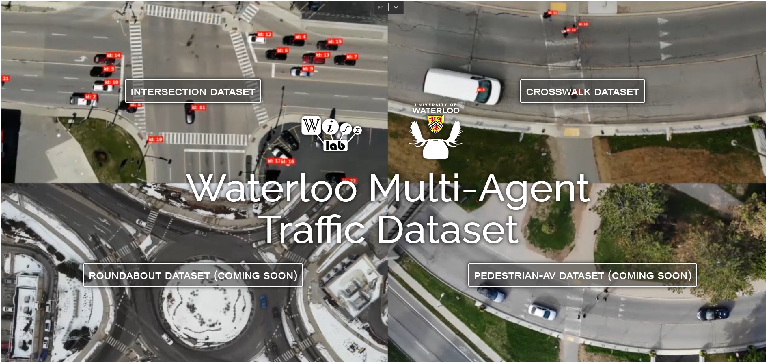 INTERSECTION DATASET
CROSSWALK DATASET
UNIVERSITY OF
WATERLOO
W I S E
lab
Waterloo Multi-Agent
Traffic Dataset
ROUNDABOUT DATASET (COMING SOON)
PEDESTRIAN-AV DATASET (COMING SOON)